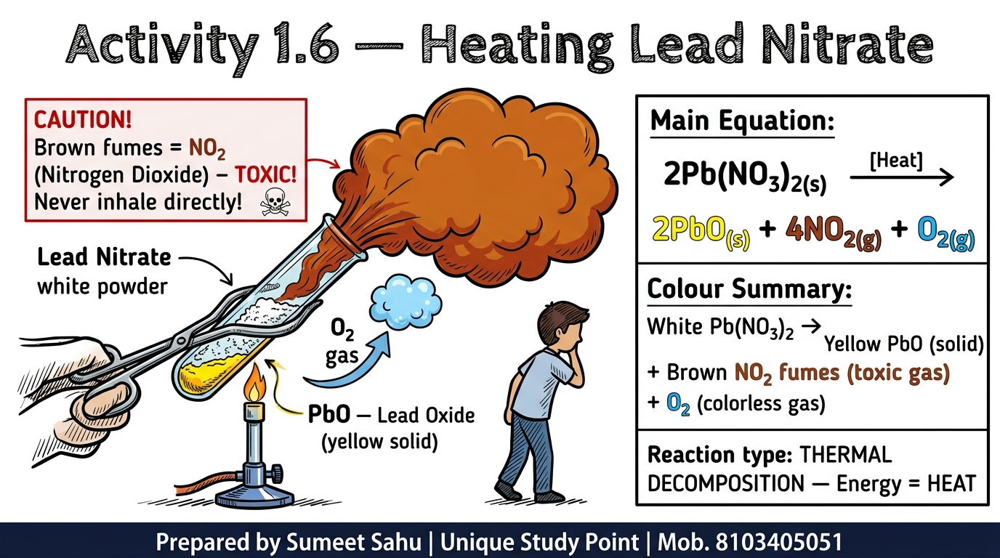 Activity 1.6 — Heating Lead Nitrate
CAUTION!
Brown fumes = NO₂
(Nitrogen Dioxide) – TOXIC!
Never inhale directly!
Lead Nitrate
white powder
O₂
gas
PbO — Lead Oxide
(yellow solid)
Main Equation:
2Pb(NO₃)₂(s) [Heat] →
2PbO(s) + 4NO₂(g) + O₂(g)
Colour Summary:
White Pb(NO₃)₂ →
Yellow PbO (solid)
+ Brown NO₂ fumes (toxic gas)
+ O₂ (colorless gas)
Reaction type: THERMAL
DECOMPOSITION — Energy = HEAT
Prepared by Sumeet Sahu | Unique Study Point | Mob. 8103405051